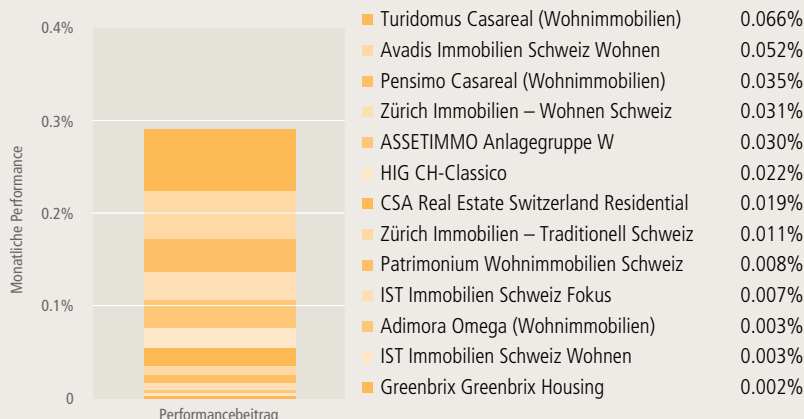 0.4%
0.3%
0.2%
0.1%
0
Monatliche Performance
Performancebeitrag
Turidomus Casareal (Wohnimmobilien) 0.066%
Avadis Immobilien Schweiz Wohnen 0.052%
Pensimo Casareal (Wohnimmobilien) 0.035%
Zürich Immobilien – Wohnen Schweiz 0.031%
ASSETIMMO Anlagegruppe W 0.030%
HIG CH-Classico 0.022%
CSA Real Estate Switzerland Residential 0.019%
Zürich Immobilien – Traditionell Schweiz 0.011%
Patrimonium Wohnimmobilien Schweiz 0.008%
IST Immobilien Schweiz Fokus 0.007%
Adimora Omega (Wohnimmobilien) 0.003%
IST Immobilien Schweiz Wohnen 0.003%
Greenbrix Greenbrix Housing 0.002%